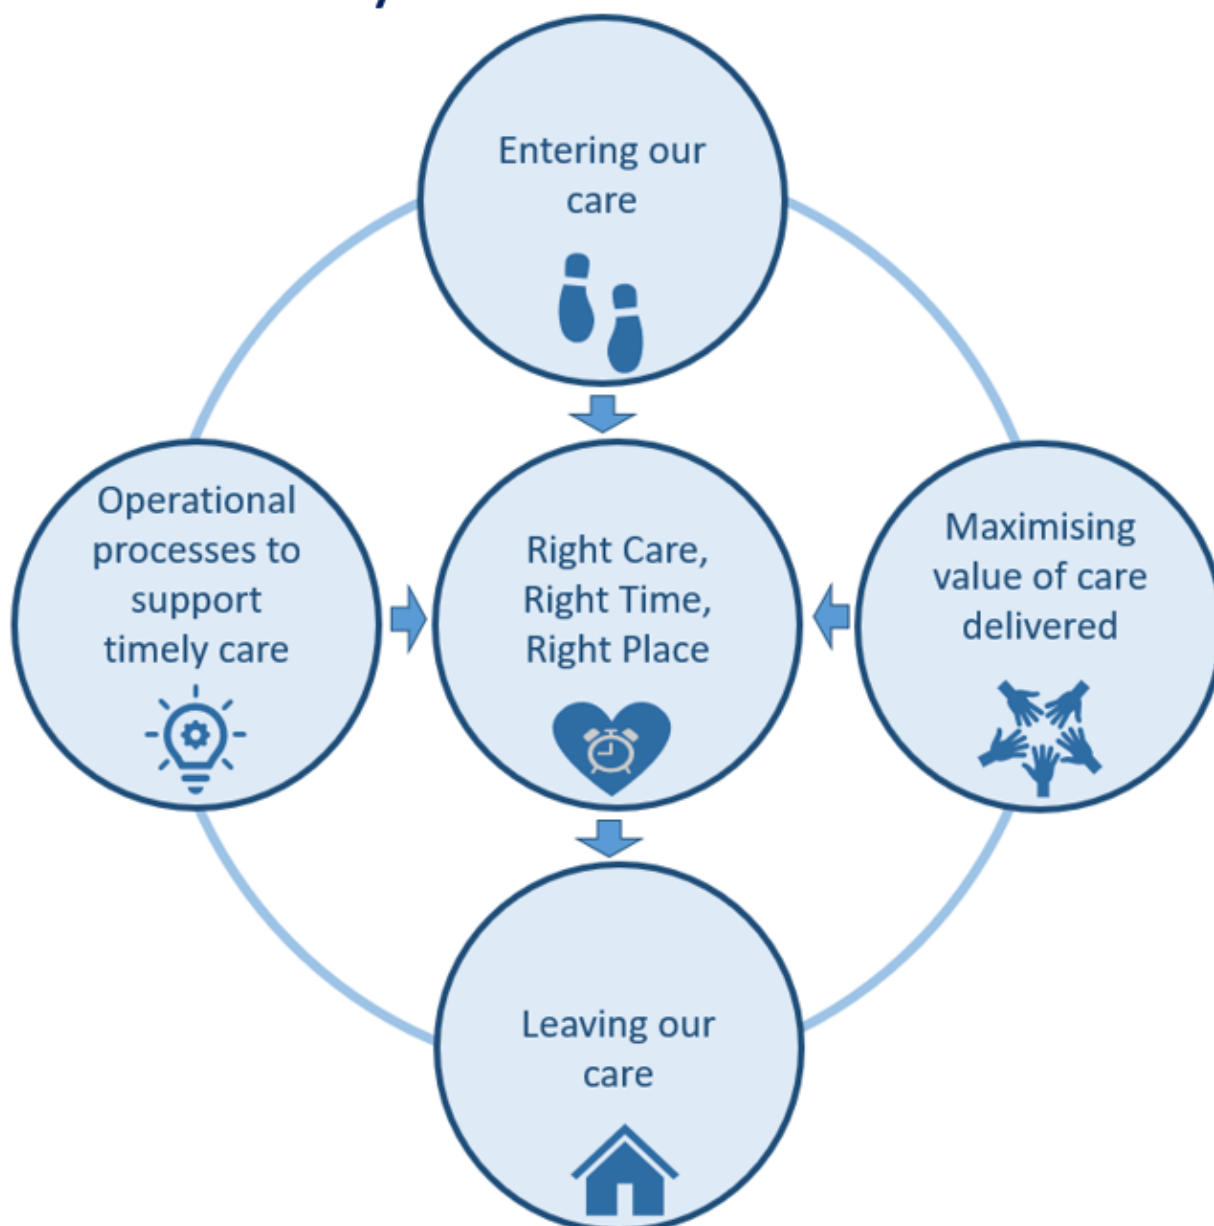 Entering our
care
Operational
processes to
support
timely care
Right Care,
Right Time,
Right Place
Maximising
value of care
delivered
Leaving our
care